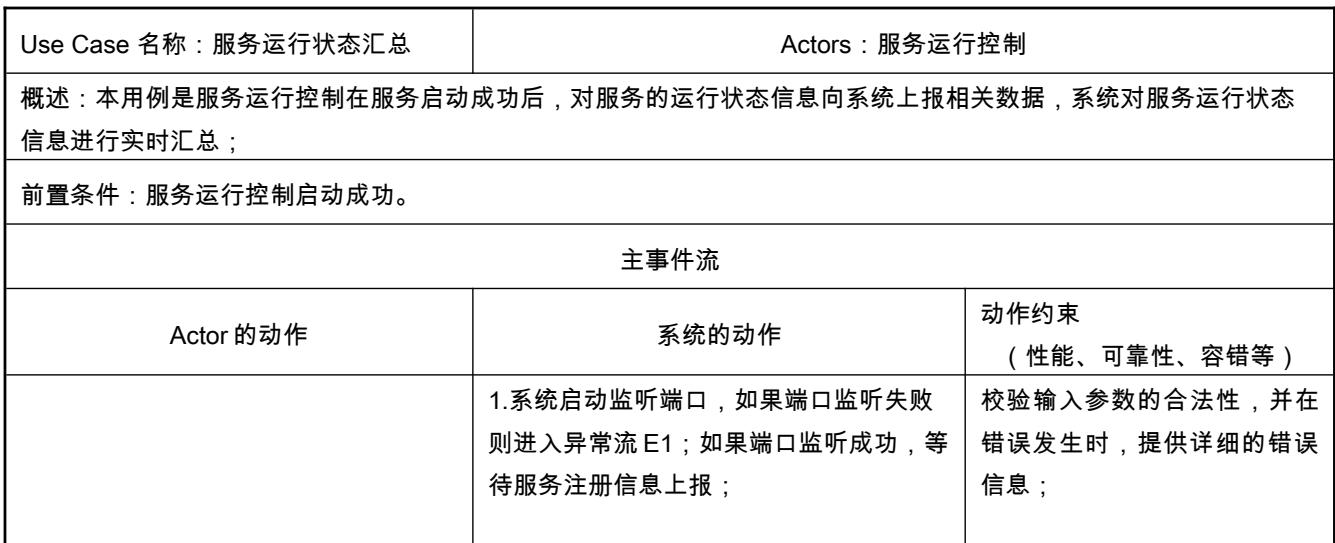 Use Case 名称：服务运行状态汇总
Actors：服务运行控制
概述：本用例是服务运行控制在服务启动成功后，对服务的运行状态信息向系统上报相关数据，系统对服务运行状态
信息进行实时汇总；
前置条件：服务运行控制启动成功。
主事件流
Actor 的动作
系统的动作
动作约束
（性能、可靠性、容错等）
1.系统启动监听端口，如果端口监听失败
则进入异常流 E1；如果端口监听成功，等
待服务注册信息上报；
校验输入参数的合法性，并在
错误发生时，提供详细的错误
信息；